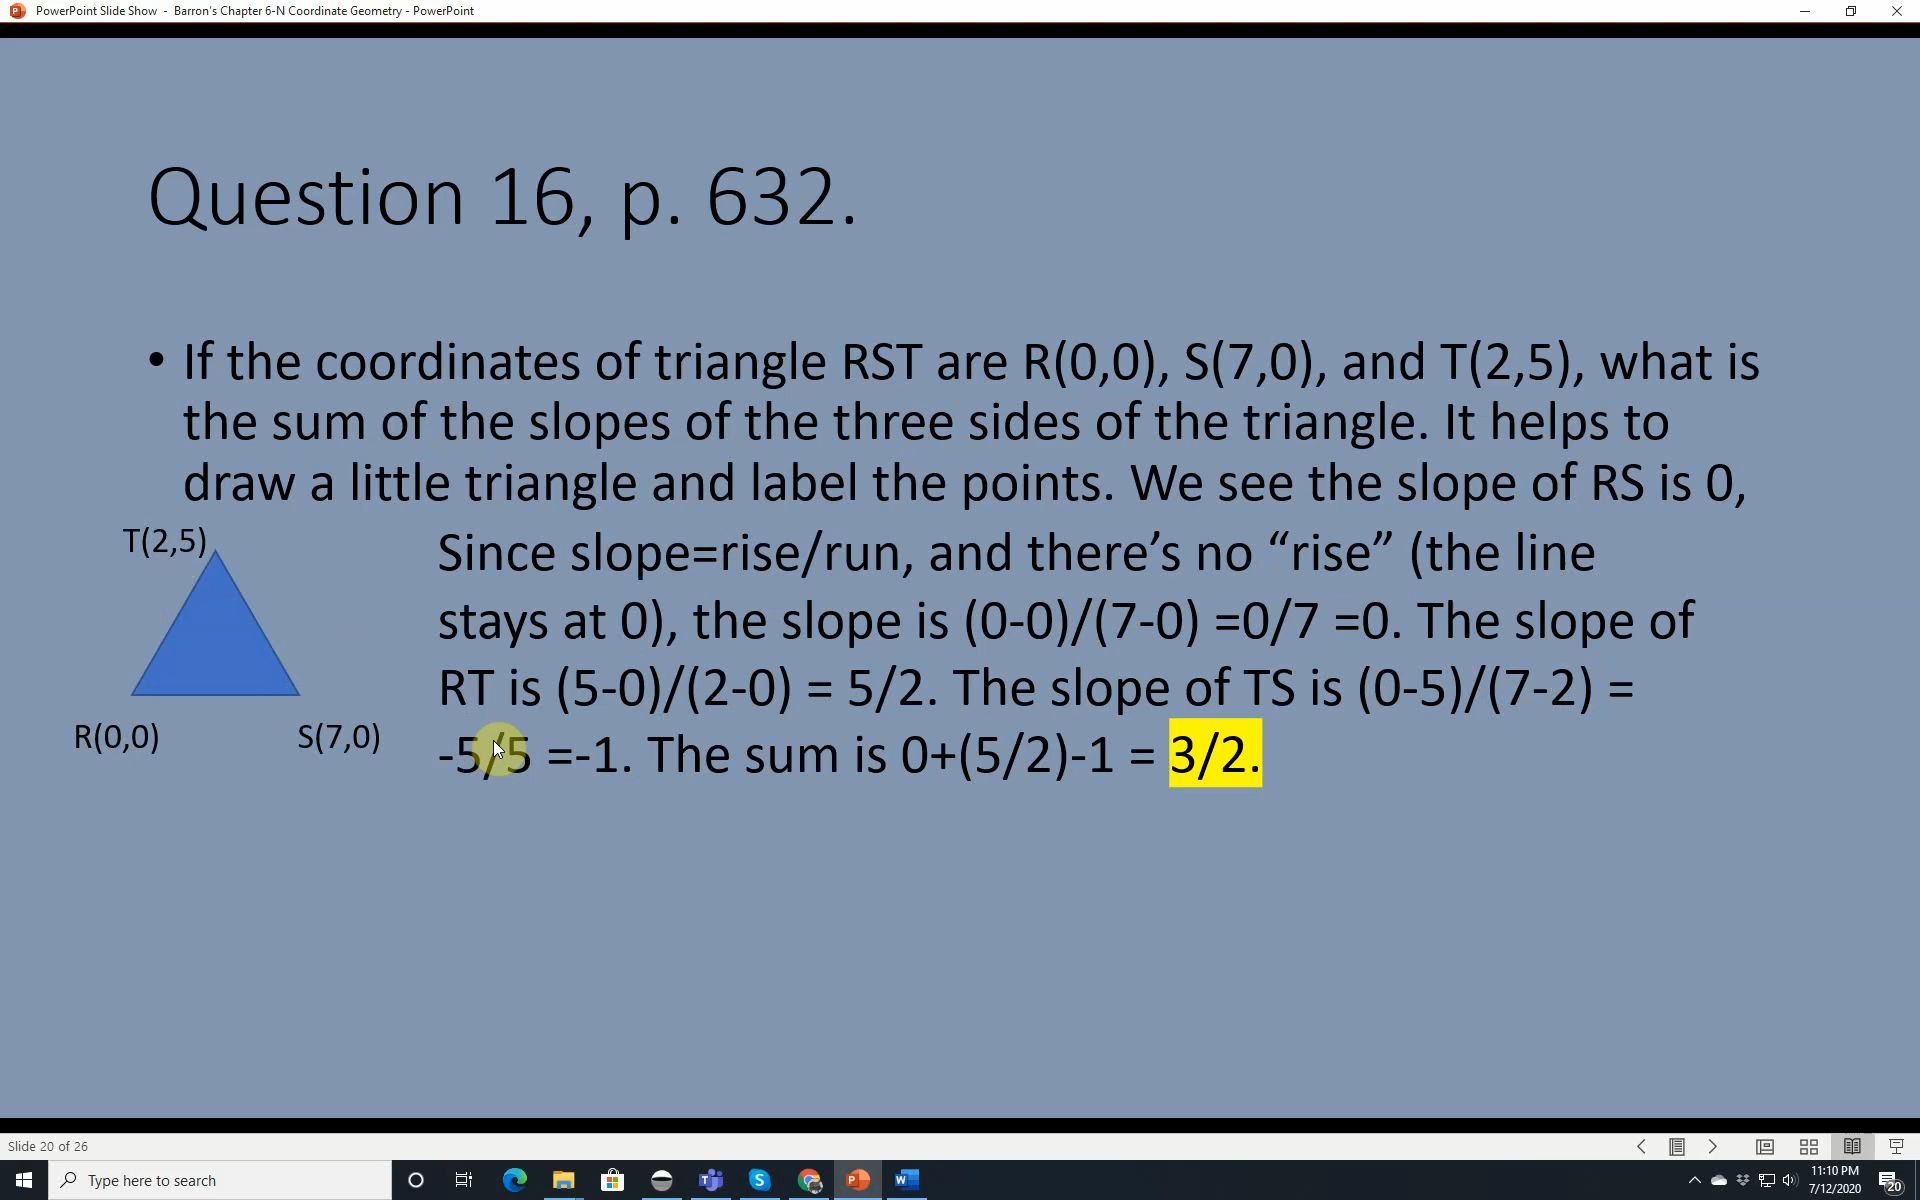 PowerPoint Slide Show - Barron's Chapter 6-N Coordinate Geometry - PowerPoint
Question 16, p. 632.
• If the coordinates of triangle RST are R(0,0), S(7,0), and T(2,5), what is
the sum of the slopes of the three sides of the triangle. It helps to
draw a little triangle and label the points. We see the slope of RS is 0,
T(2,5)
R(0,0)
S(7,0)
Since slope=rise/run, and there’s no “rise” (the line
stays at 0), the slope is (0-0)/(7-0) =0/7 =0. The slope of
RT is (5-0)/(2-0) = 5/2. The slope of TS is (0-5)/(7-2) =
-5/5 =-1. The sum is 0+(5/2)-1 = 3/2.
Slide 20 of 26
Type here to search
11:10 PM
7/12/2020
20